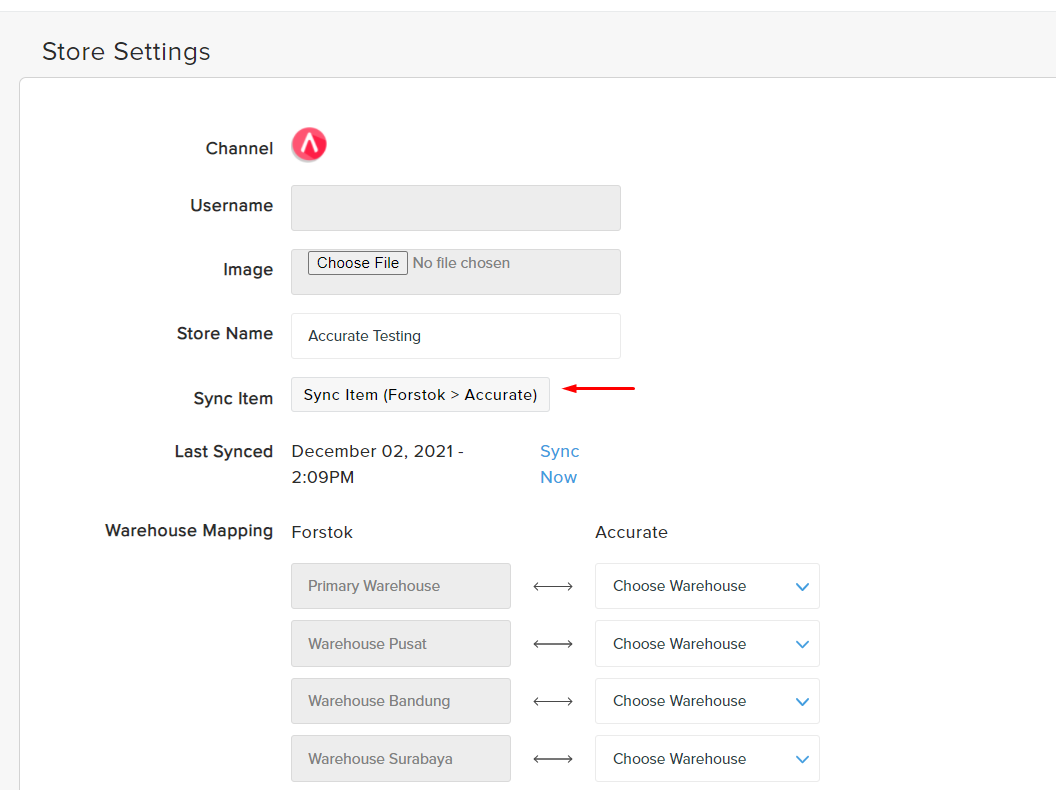 Store Settings
Channel
Username
Image Choose File No file chosen
Store Name Accurate Testing
Sync Item Sync Item (Forstok > Accurate)
Last Synced December 02, 2021 - Sync
2:09PM Now
Warehouse Mapping Forstok Accurate
Primary Warehouse Choose Warehouse
Warehouse Pusat Choose Warehouse
Warehouse Bandung Choose Warehouse
Warehouse Surabaya Choose Warehouse